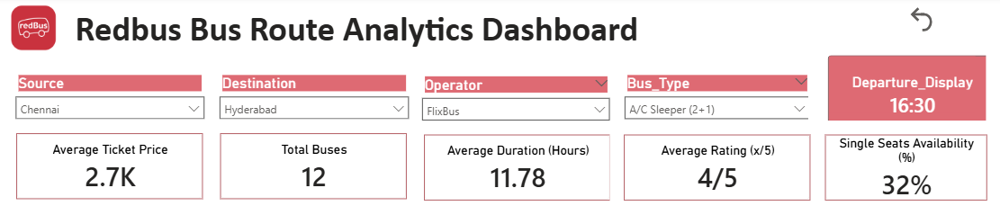 redBus
Redbus Bus Route Analytics Dashboard
Source
Chennai
Destination
Hyderabad
Operator
FlixBus
Bus_Type
A/C Sleeper (2+1)
Departure_Display
16:30
Average Ticket Price
2.7K
Total Buses
12
Average Duration (Hours)
11.78
Average Rating (x/5)
4/5
Single Seats Availability
(%)
32%